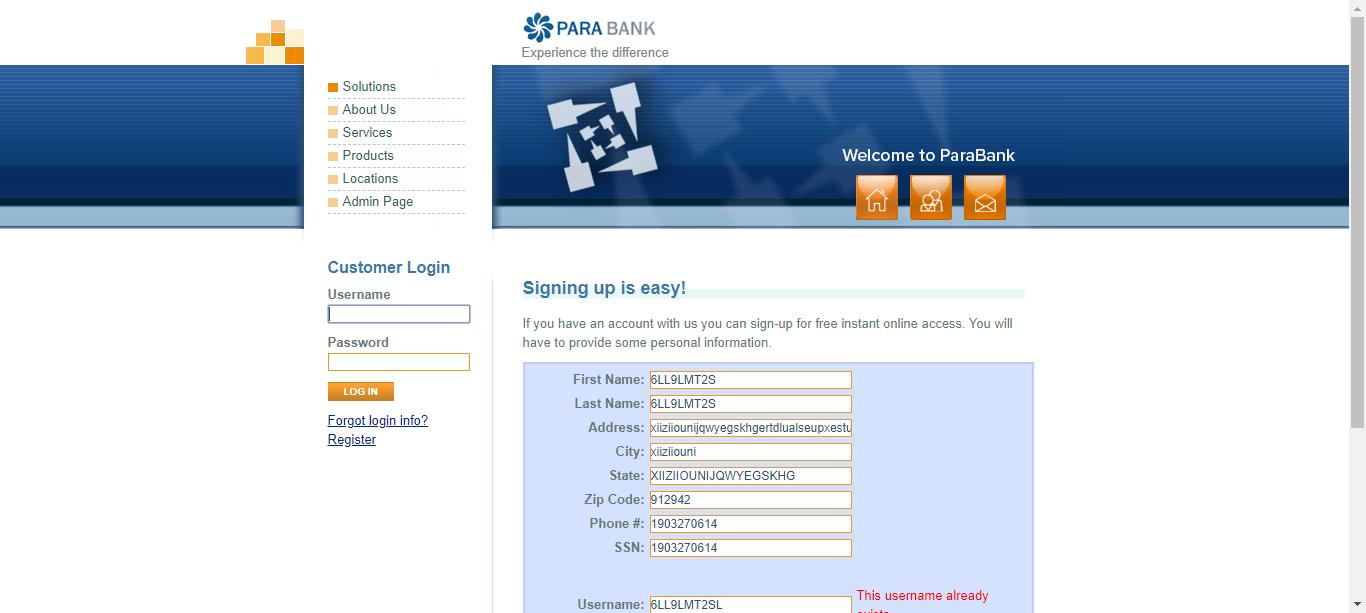 PARA BANK
Experience the difference
Solutions
About Us
Services
Products
Locations
Admin Page
Welcome to ParaBank
Customer Login
Username
Password
LOG IN
Forgot login info?
Register
Signing up is easy!
If you have an account with us you can sign-up for free instant online access. You will
have to provide some personal information.
First Name: 6LL9LMT2S
Last Name: 6LL9LMT2S
Address: xiiziiounijqwyegskhgertdlualseupxestu
City: xiiziiouni
State: XIIZIIOUNIJQWYEGSKHG
Zip Code: 912942
Phone #: 1903270614
SSN: 1903270614
Username: 6LL9LMT2SL This username already